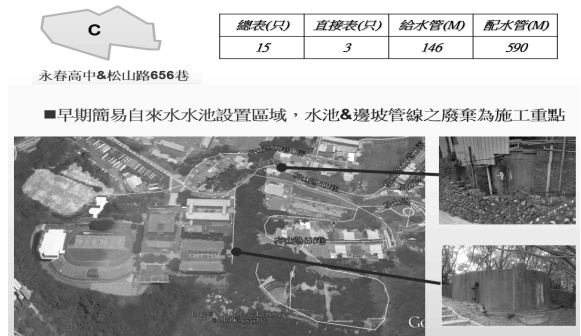 C
永春高中&松山路656巷
總表(只) 直接表(只) 給水管(M) 配水管(M)
15 3 146 590
■早期簡易自來水水池設置區域，水池&邊坡管線之廢棄為施工重點